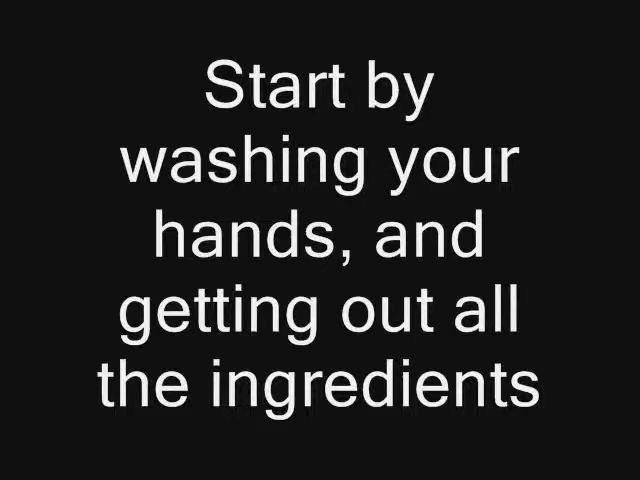 Start by
washing your
hands, and
getting out all
the ingredients